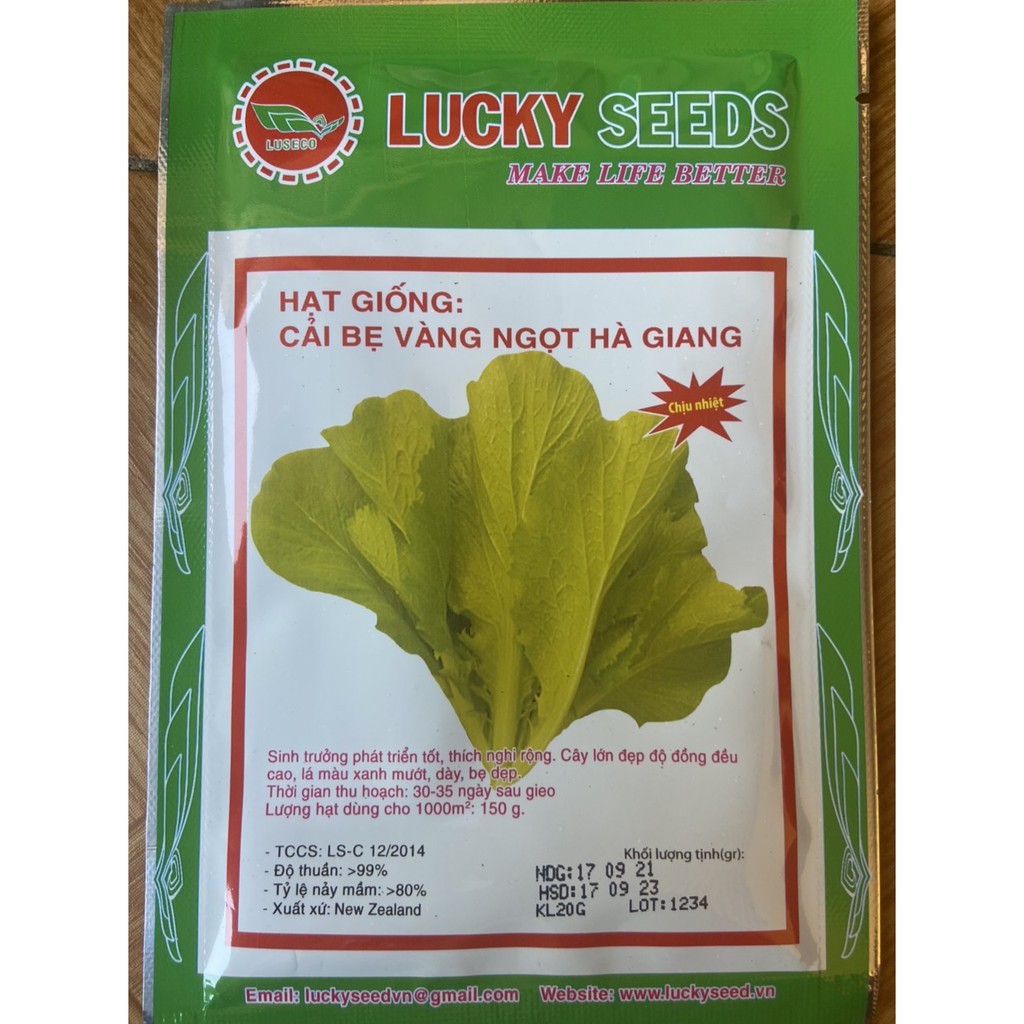 LUSECO
LUCKY SEEDS
MAKE LIFE BETTER
HẠT GIỐNG:
CẢI BẸ VÀNG NGỌT HÀ GIANG
Chịu nhiệt
Sinh trưởng phát triển tốt, thích nghi rộng. Cây lớn đẹp độ đồng đều
cao, lá màu xanh mướt, dày, bẹ dẹp.
Thời gian thu hoạch: 30-35 ngày sau gieo
Lượng hạt dùng cho 1000m²: 150 g.
- TCCS: LS-C 12/2014
- Độ thuần: >99%
- Tỷ lệ nảy mầm: >80%
- Xuất xứ: New Zealand
Khối lượng tịnh(gr):
NDG:17 09 21
HSD:17 09 23
KL20G LOT:1234
Email: luckyseedvn@gmail.com Website: www.luckyseed.vn